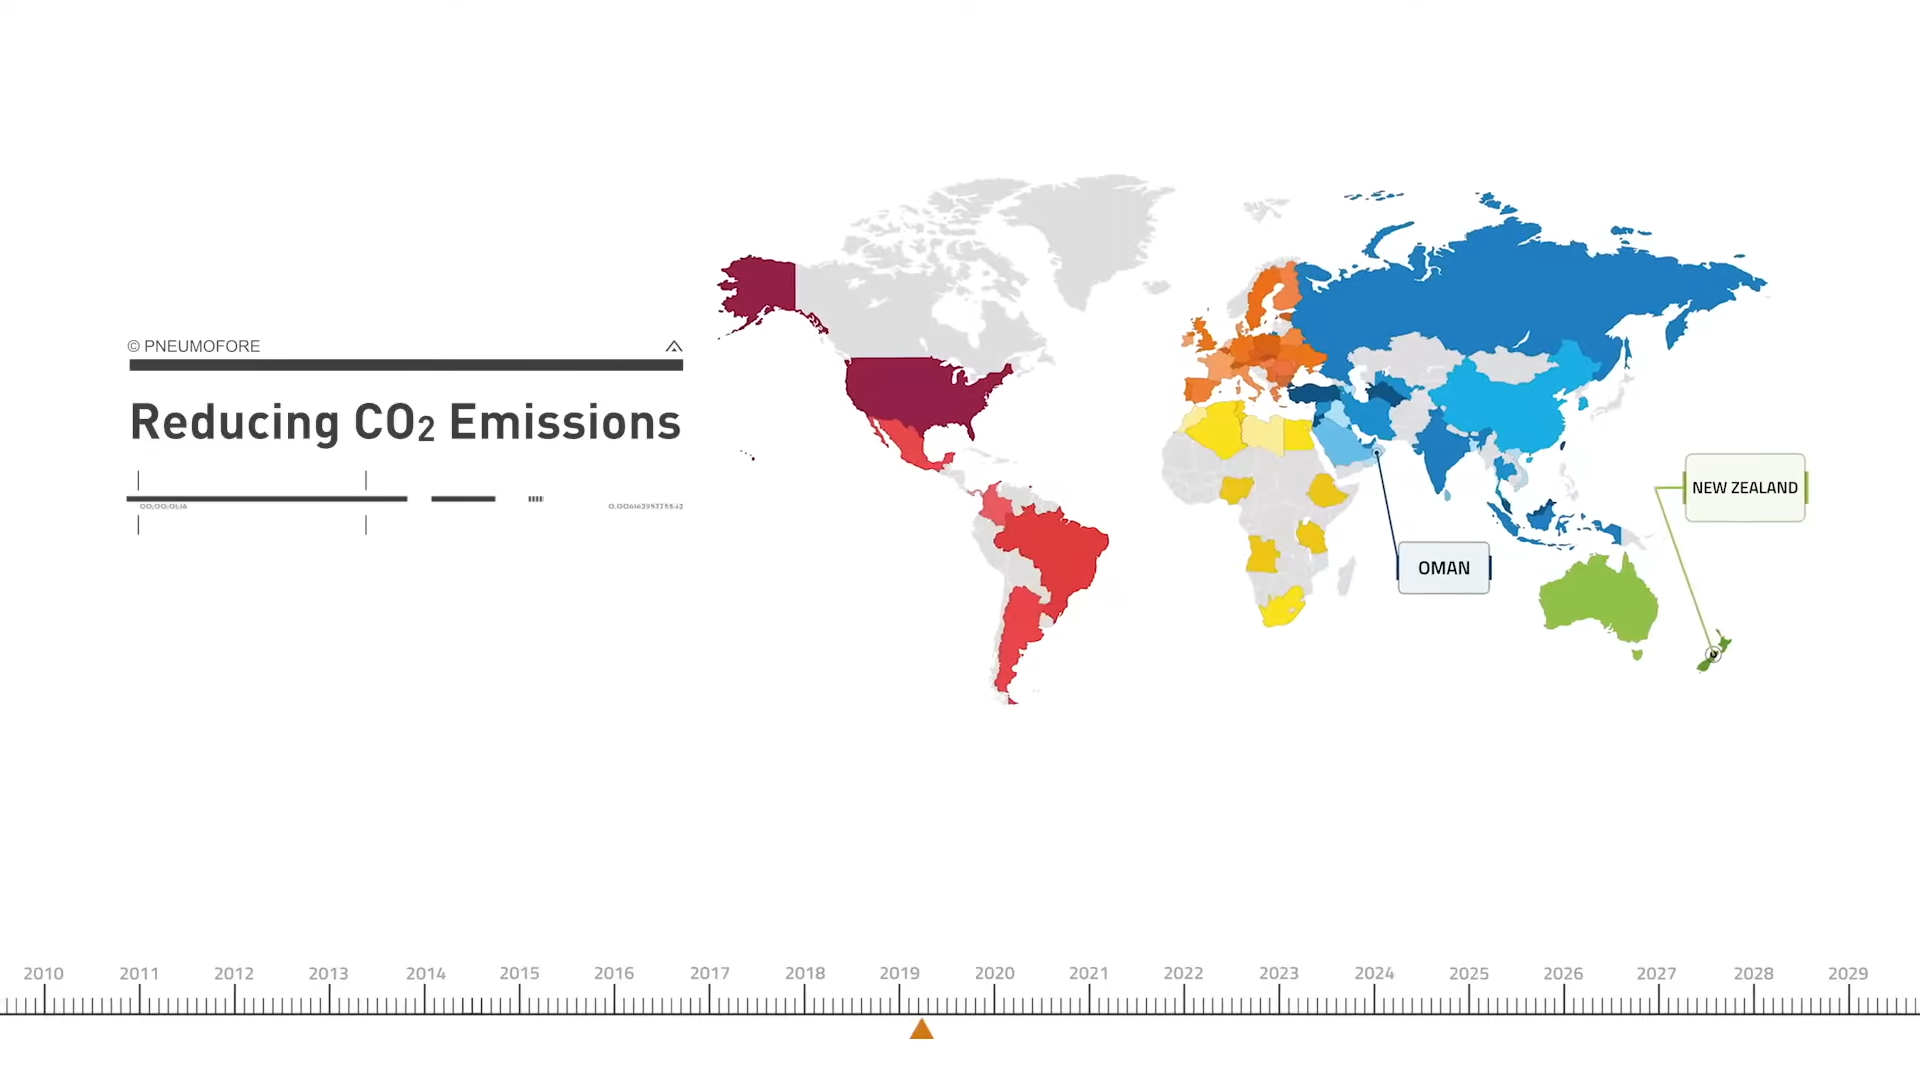 © PNEUMOFORE
Reducing CO₂ Emissions
NEW ZEALAND
OMAN
2010 2011 2012 2013 2014 2015 2016 2017 2018 2019 2020 2021 2022 2023 2024 2025 2026 2027 2028 2029